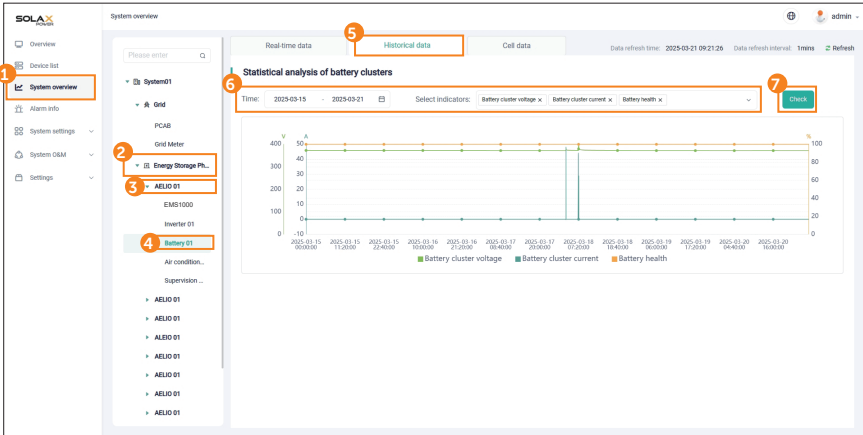 SOLAX
POWER
System overview
admin
Overview
Device list
System overview
Alarm info
System settings
System O&M
Settings
1
2
3
4
5
6
7
Please enter
System01
Grid
PCAB
Grid Meter
Energy Storage Ph...
AELIO 01
EMS1000
Inverter 01
Battery 01
Air condition...
Supervision ...
AELIO 01
AELIO 01
ALEIO 01
AELIO 01
AELIO 01
AELIO 01
AELIO 01
Real-time data
Historical data
Cell data
Data refresh time: 2025-03-21 09:21:26 Data refresh interval: 1mins Refresh
Statistical analysis of battery clusters
Time: 2025-03-15 - 2025-03-21 Select indicators: Battery cluster voltage × Battery cluster current × Battery health × Check
V A %
400 300 200 100 0
50 40 30 20 10 0 -10
100 80 60 40 20 0
2025-03-15 2025-03-15 2025-03-15 2025-03-16 2025-03-16 2025-03-17 2025-03-17 2025-03-18 2025-03-18 2025-03-19 2025-03-19 2025-03-20 2025-03-20
00:00:00 11:20:00 22:40:00 10:00:00 21:20:00 08:40:00 20:00:00 07:20:00 18:40:00 06:00:00 17:20:00 04:40:00 16:00:00
Battery cluster voltage Battery cluster current Battery health